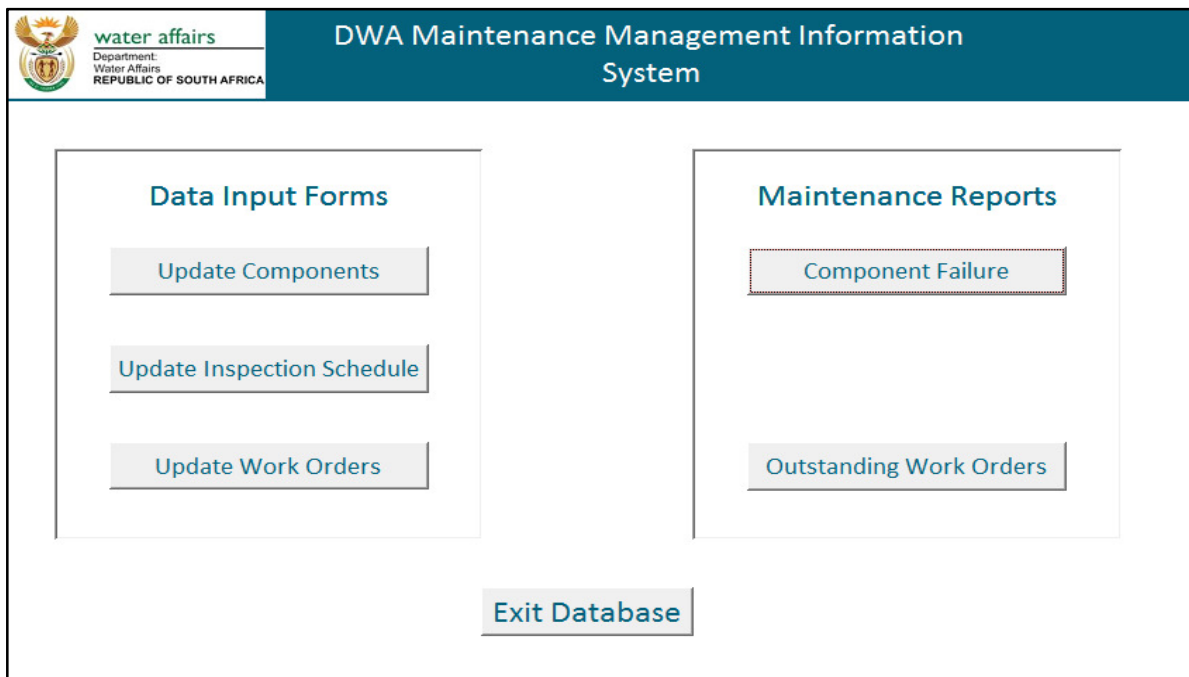 water affairs
Department:
Water Affairs
REPUBLIC OF SOUTH AFRICA
DWA Maintenance Management Information
System
Data Input Forms
Update Components
Update Inspection Schedule
Update Work Orders
Maintenance Reports
Component Failure
Outstanding Work Orders
Exit Database